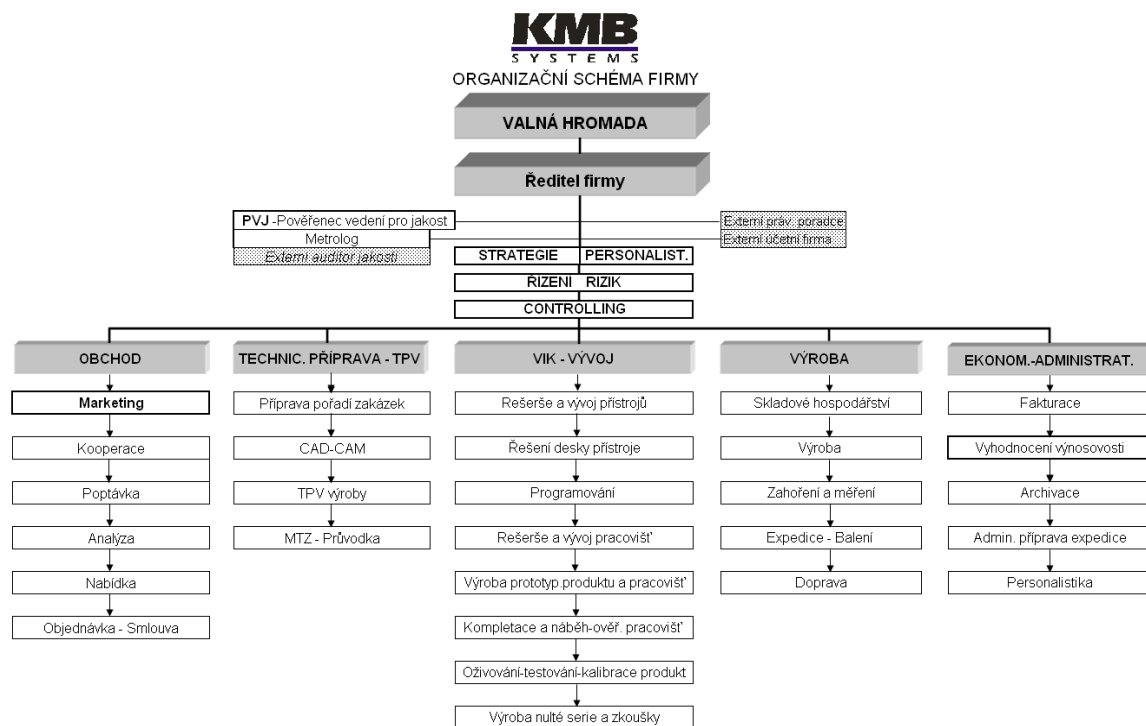 KMB
SYSTEMS
ORGANIZAČNÍ SCHÉMA FIRMY
VALNÁ HROMADA
Ředitel firmy
PVJ -Pověřenec vedení pro jakost
Metrolog
Externí auditor jakosti
Externí práv. poradce
Externí účetní firma
STRATEGIE PERSONALIST.
ŘÍZENÍ RIZIK
CONTROLLING
OBCHOD
Marketing
Kooperace
Poptávka
Analýza
Nabídka
Objednávka - Smlouva
TECHNIC. PŘÍPRAVA - TPV
Příprava pořadí zakázek
CAD-CAM
TPV výroby
MTZ - Průvodka
VIK - VÝVOJ
Rešerše a vývoj přístrojů
Řešení desky přístroje
Programování
Rešerše a vývoj pracovišť
Výroba prototyp.produktu a pracovišť
Kompletace a náběh-ověř. pracovišť
Oživování-testování-kalibrace produkt
Výroba nulté serie a zkoušky
VÝROBA
Skladové hospodářství
Výroba
Zahoření a měření
Expedice - Balení
Doprava
EKONOM.-ADMINISTRAT.
Fakturace
Vyhodnocení výnosovosti
Archivace
Admin. příprava expedice
Personalistika